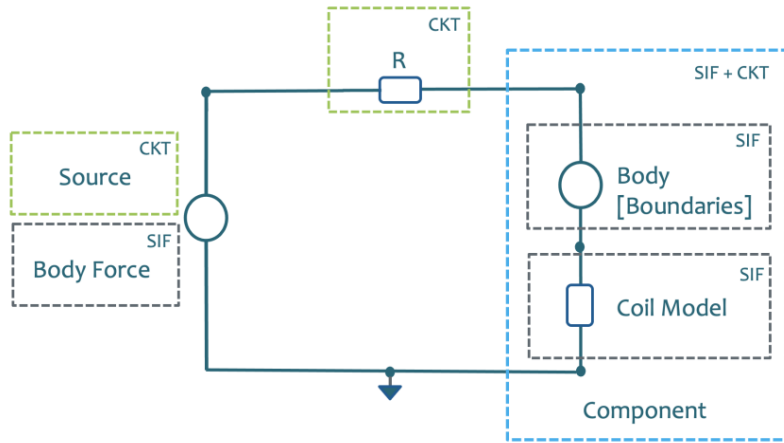 CKT
R
SIF + CKT
CKT
Source
SIF
Body Force
SIF
Body
[Boundaries]
SIF
Coil Model
Component